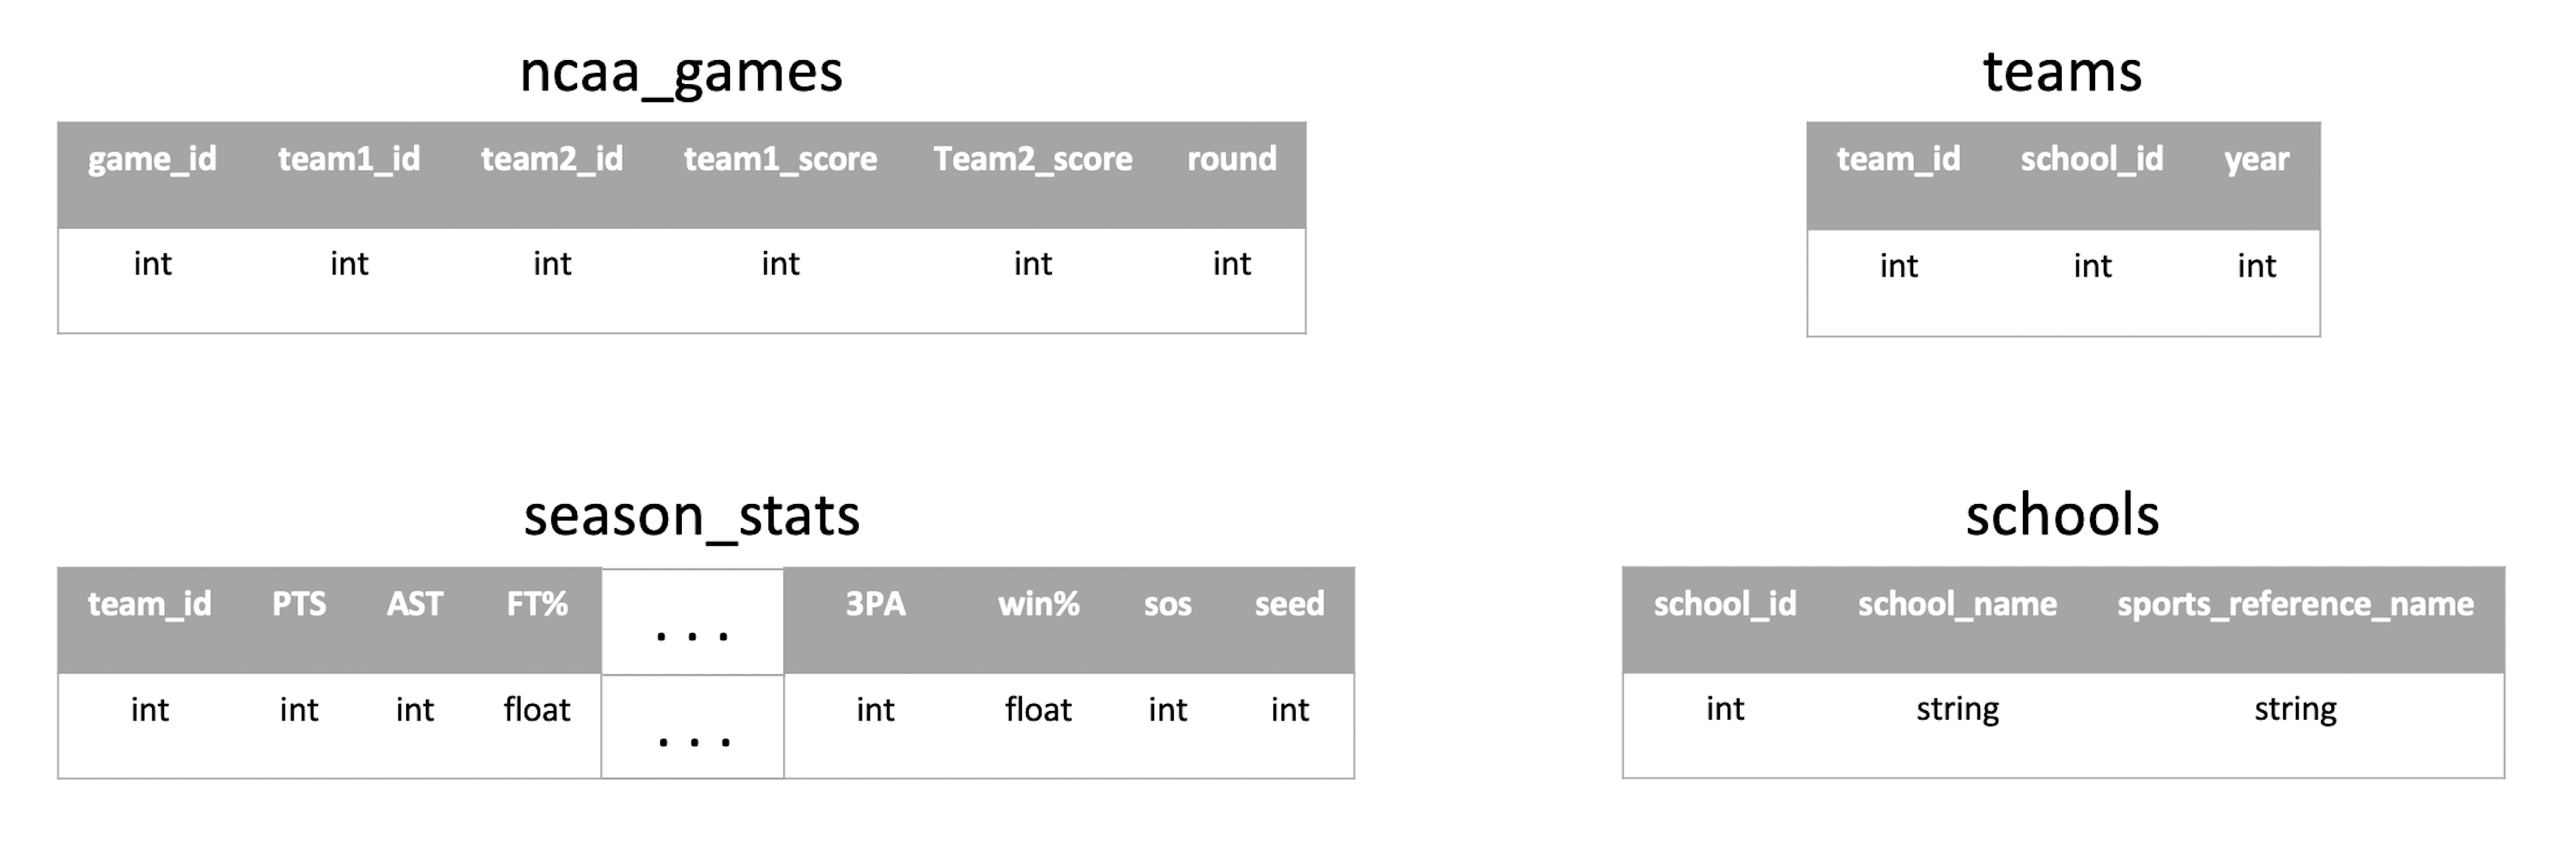 ncaa_games
game_id team1_id team2_id team1_score Team2_score round
int int int int int int
teams
team_id school_id year
int int int
season_stats
team_id PTS AST FT% . . . 3PA win% sos seed
int int int float . . . int float int int
schools
school_id school_name sports_reference_name
int string string